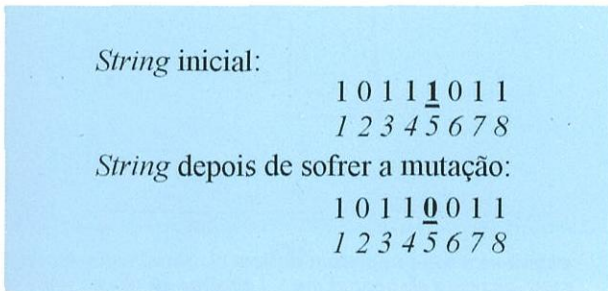 String inicial:
1 0 1 1 1 0 1 1
1 2 3 4 5 6 7 8
String depois de sofrer a mutação:
1 0 1 1 0 0 1 1
1 2 3 4 5 6 7 8